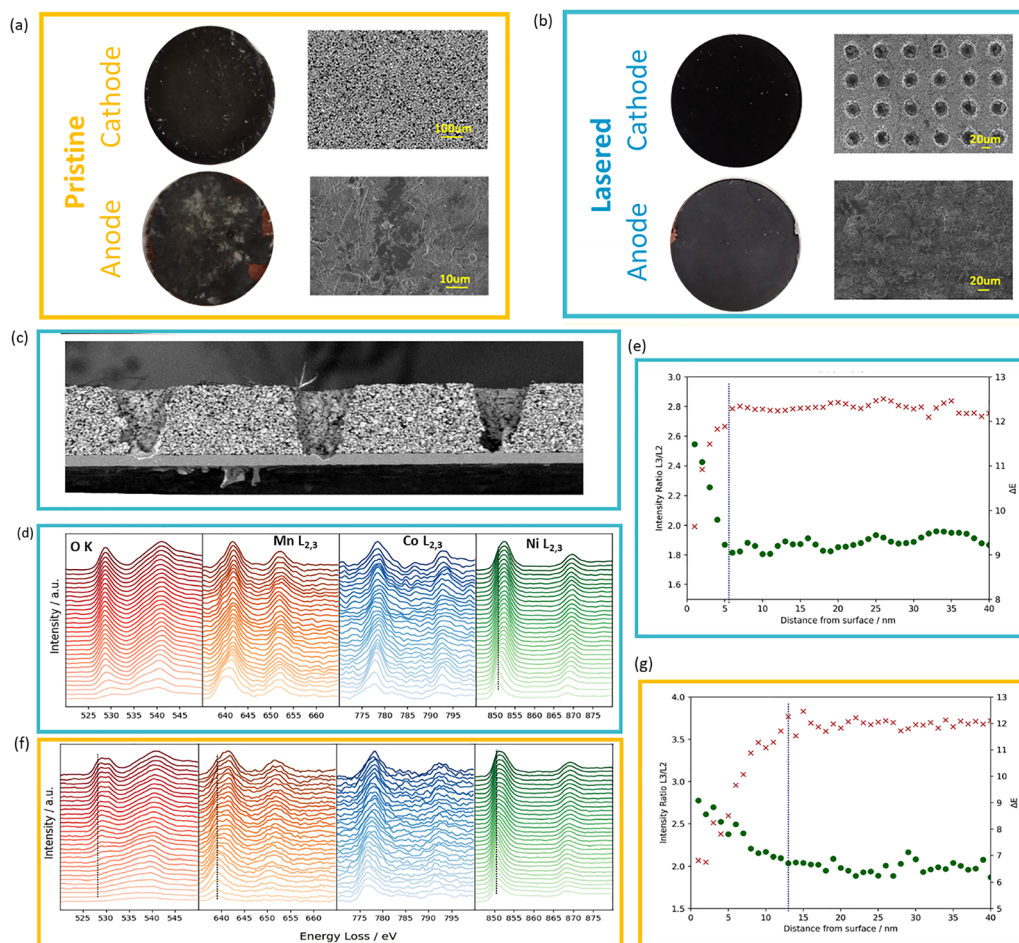 (a)
Pristine
Cathode
Anode
100um
10um
(b)
Lasered
Cathode
Anode
20um
20um
(c)
(d)
O K
Mn L2,3
Co L2,3
Ni L2,3
Intensity / a.u.
525 530 535 540 545
640 645 650 655 660
775 785 790 795
850 855 860 865 870 875
(e)
3.0
2.8
2.6
2.4
2.2
2.0
1.8
1.6
Intensity Ratio L3/L2
13
12
11
10
9
8
ΔE
0 5 10 15 20 25 30 35 40
Distance from surface / nm
(f)
Intensity / a.u.
525 530 535 540 545
640 645 650 655 660
775 780 785 790 795
850 855 860 865 870 875
Energy Loss / eV
(g)
4.0
3.5
3.0
2.5
2.0
1.5
Intensity Ratio L3/L2
13
12
11
10
9
8
7
6
5
ΔE
0 5 10 15 20 25 30 35 40
Distance from surface / nm